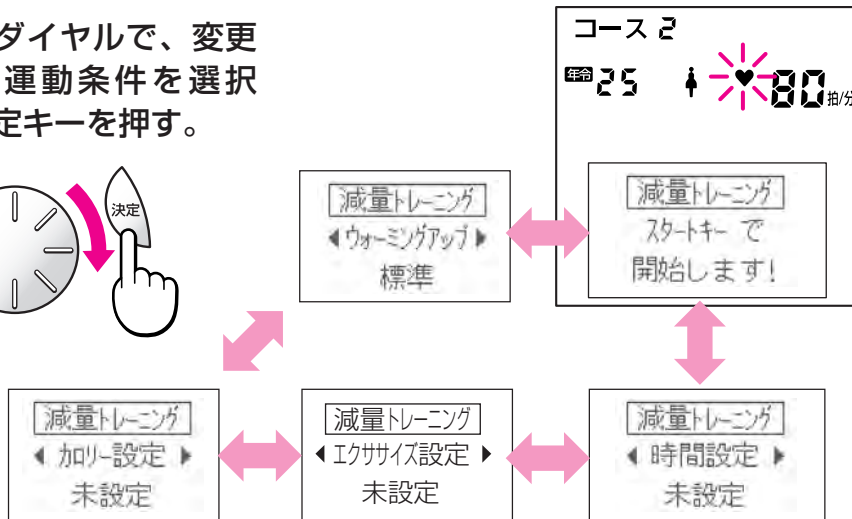 ダイヤルで、変更
運動条件を選択
定キーを押す。
決定
コース 2
年令 25 80 拍/分
減量トレーニング
◀ウォーミングアップ▶
標準
減量トレーニング
スタートキー で
開始します!
減量トレーニング
◀ カロリー設定 ▶
未設定
減量トレーニング
◀エクササイズ設定▶
未設定
減量トレーニング
◀ 時間設定 ▶
未設定